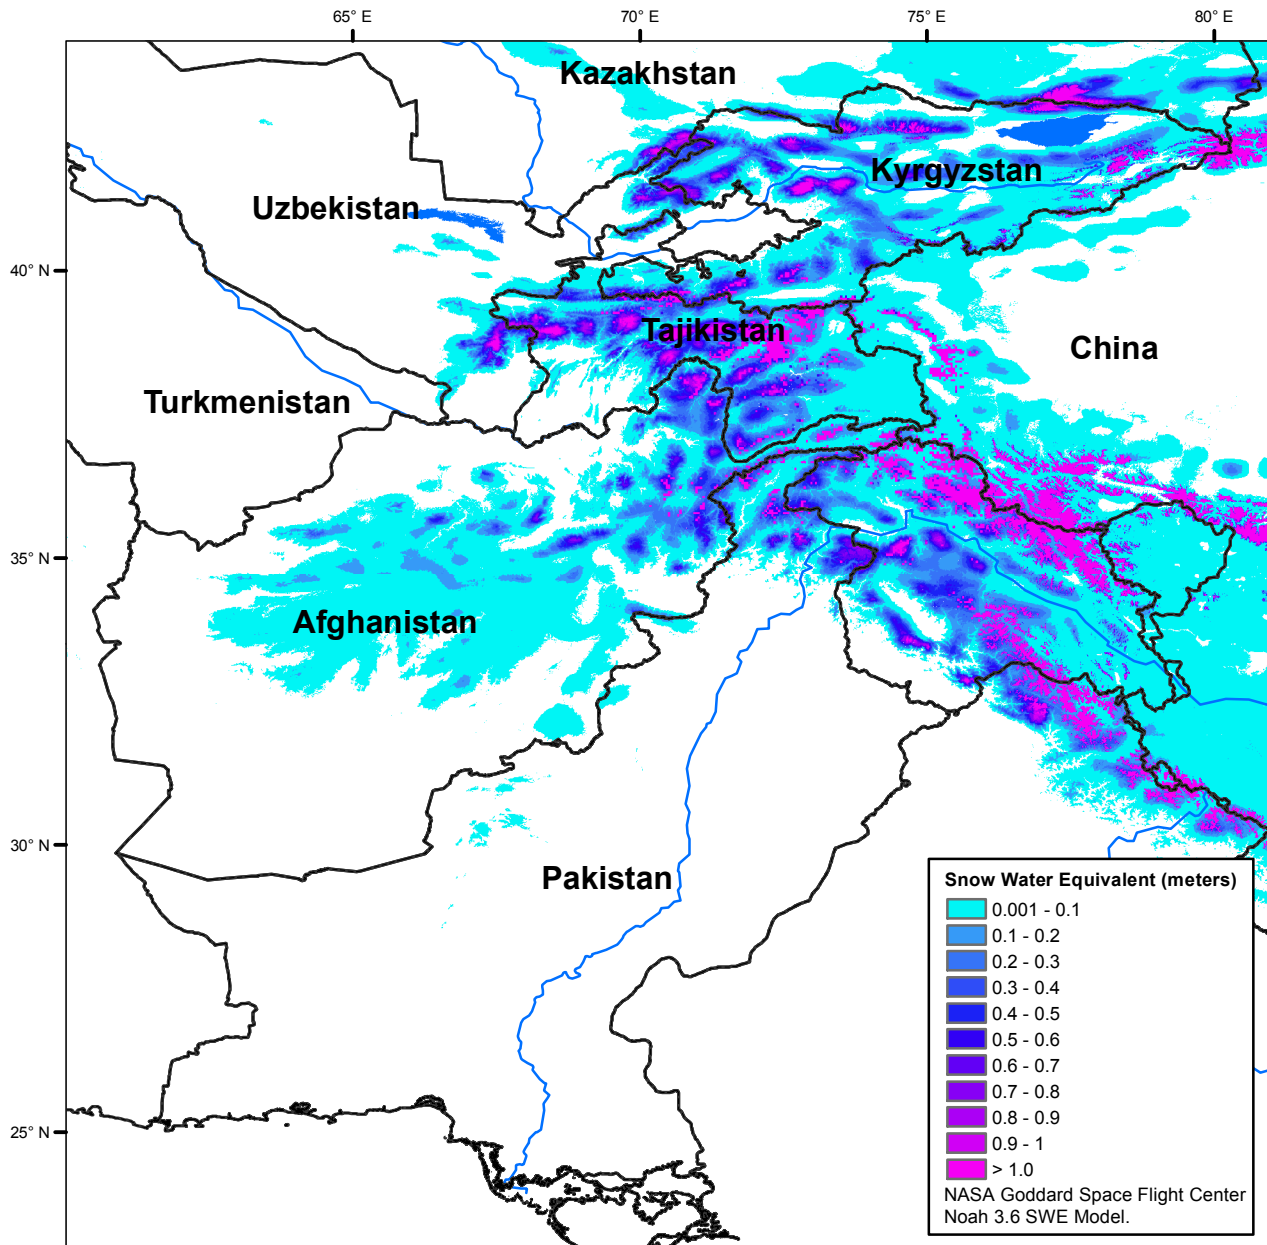 65° E
70° E
75° E
80° E
Kazakhstan
Kyrgyzstan
Uzbekistan
40° N
Tajikistan
China
Turkmenistan
35° N
Afghanistan
30° N
Pakistan
25° N
Snow Water Equivalent (meters)
0.001 - 0.1
0.1 - 0.2
0.2 - 0.3
0.3 - 0.4
0.4 - 0.5
0.5 - 0.6
0.6 - 0.7
0.7 - 0.8
0.8 - 0.9
0.9 - 1
> 1.0
NASA Goddard Space Flight Center
Noah 3.6 SWE Model.